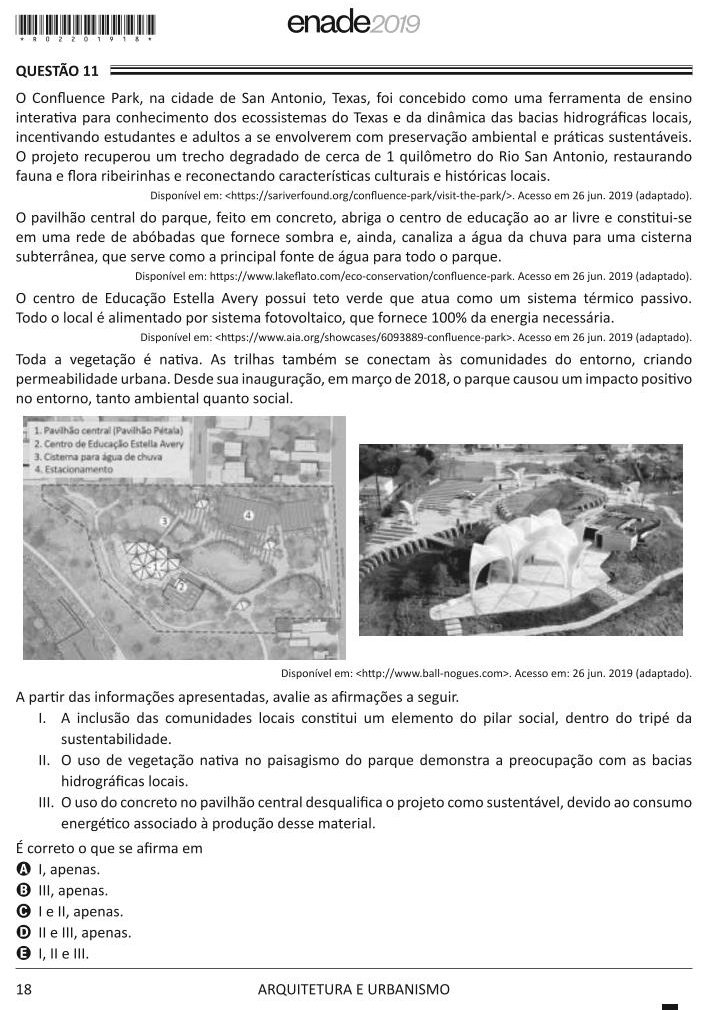 * R 0 2 2 0 1 9 1 8 *
enade2019
QUESTÃO 11
O Confluence Park, na cidade de San Antonio, Texas, foi concebido como uma ferramenta de ensino
interativa para conhecimento dos ecossistemas do Texas e da dinâmica das bacias hidrográficas locais,
incentivando estudantes e adultos a se envolverem com preservação ambiental e práticas sustentáveis.
O projeto recuperou um trecho degradado de cerca de 1 quilômetro do Rio San Antonio, restaurando
fauna e flora ribeirinhas e reconectando características culturais e históricas locais.
Disponível em: <https://sariverfound.org/confluence-park/visit-the-park/>. Acesso em 26 jun. 2019 (adaptado).
O pavilhão central do parque, feito em concreto, abriga o centro de educação ao ar livre e constitui-se
em uma rede de abóbadas que fornece sombra e, ainda, canaliza a água da chuva para uma cisterna
subterrânea, que serve como a principal fonte de água para todo o parque.
Disponível em: https://www.lakeflato.com/eco-conservation/confluence-park. Acesso em 26 jun. 2019 (adaptado).
O centro de Educação Estella Avery possui teto verde que atua como um sistema térmico passivo.
Todo o local é alimentado por sistema fotovoltaico, que fornece 100% da energia necessária.
Disponível em: <https://www.aia.org/showcases/6093889-confluence-park>. Acesso em 26 jun. 2019 (adaptado).
Toda a vegetação é nativa. As trilhas também se conectam às comunidades do entorno, criando
permeabilidade urbana. Desde sua inauguração, em março de 2018, o parque causou um impacto positivo
no entorno, tanto ambiental quanto social.
1. Pavilhão central (Pavilhão Pétala)
2. Centro de Educação Estella Avery
3. Cisterna para água de chuva
4. Estacionamento
3
4
1
2
Disponível em: <http://www.ball-nogues.com>. Acesso em: 26 jun. 2019 (adaptado).
A partir das informações apresentadas, avalie as afirmações a seguir.
I. A inclusão das comunidades locais constitui um elemento do pilar social, dentro do tripé da
sustentabilidade.
II. O uso de vegetação nativa no paisagismo do parque demonstra a preocupação com as bacias
hidrográficas locais.
III. O uso do concreto no pavilhão central desqualifica o projeto como sustentável, devido ao consumo
energético associado à produção desse material.
É correto o que se afirma em
A I, apenas.
B III, apenas.
C I e II, apenas.
D II e III, apenas.
E I, II e III.
18
ARQUITETURA E URBANISMO